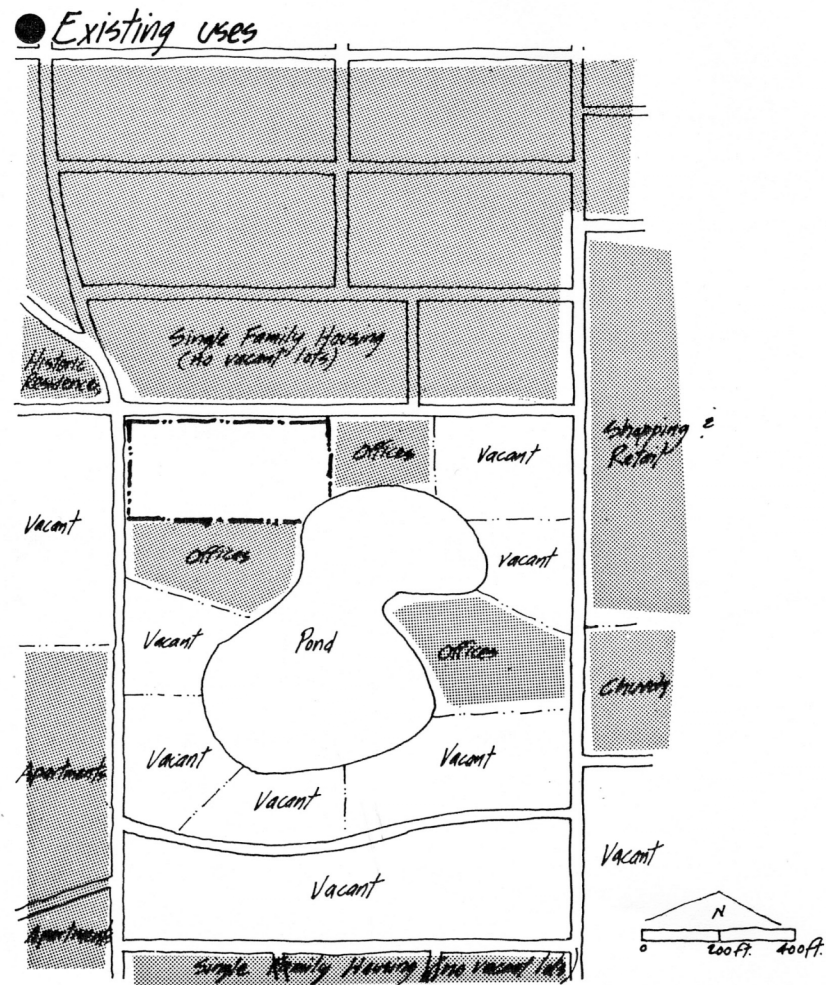 Existing uses
Single Family Housing
(no vacant lots)
Historic
Residences
Offices
Vacant
Shopping &
Retail
Vacant
Offices
Vacant
Vacant
Pond
Offices
Church
Apartments
Vacant
Vacant
Vacant
Vacant
Vacant
N
0 200 ft. 400 ft.
Apartments
Single Family Housing (no vacant lots)